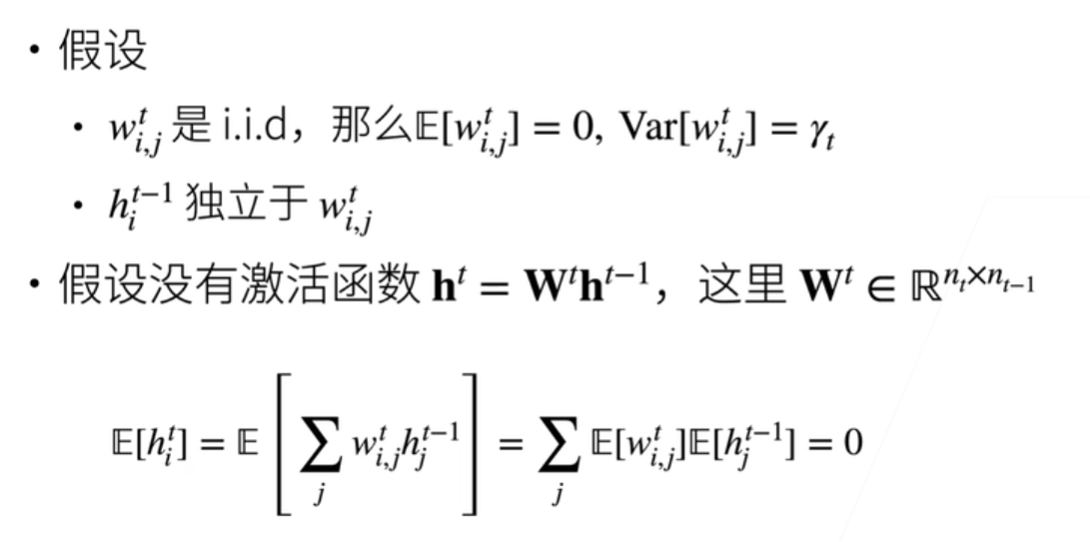 • 假设
• $w_{i,j}^t$ 是 i.i.d，那么$\mathbb{E}[w_{i,j}^t] = 0$, $\text{Var}[w_{i,j}^t] = \gamma_t$
• $h_i^{t-1}$ 独立于 $w_{i,j}^t$
• 假设没有激活函数 $\mathbf{h}^t = \mathbf{W}^t\mathbf{h}^{t-1}$，这里 $\mathbf{W}^t \in \mathbb{R}^{n_t \times n_{t-1}}$
$\mathbb{E}[h_i^t] = \mathbb{E}\left[\sum_j w_{i,j}^t h_j^{t-1}\right] = \sum_j \mathbb{E}[w_{i,j}^t]\mathbb{E}[h_j^{t-1}] = 0$